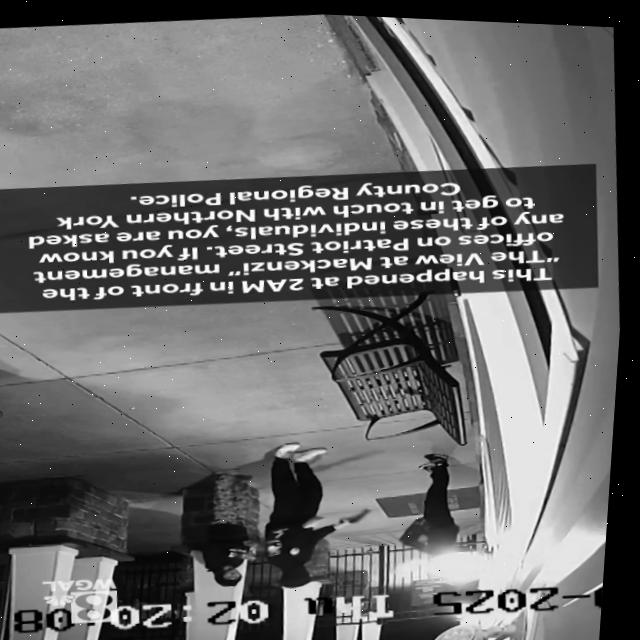 -2025 Thu 02:20
8
WGAL
This happened at 2AM in front of the
"The View at Mackenzi" management
offices on Patriot Street. If you know
any of these individuals, you are asked
to get in touch with Northern York
County Regional Police.